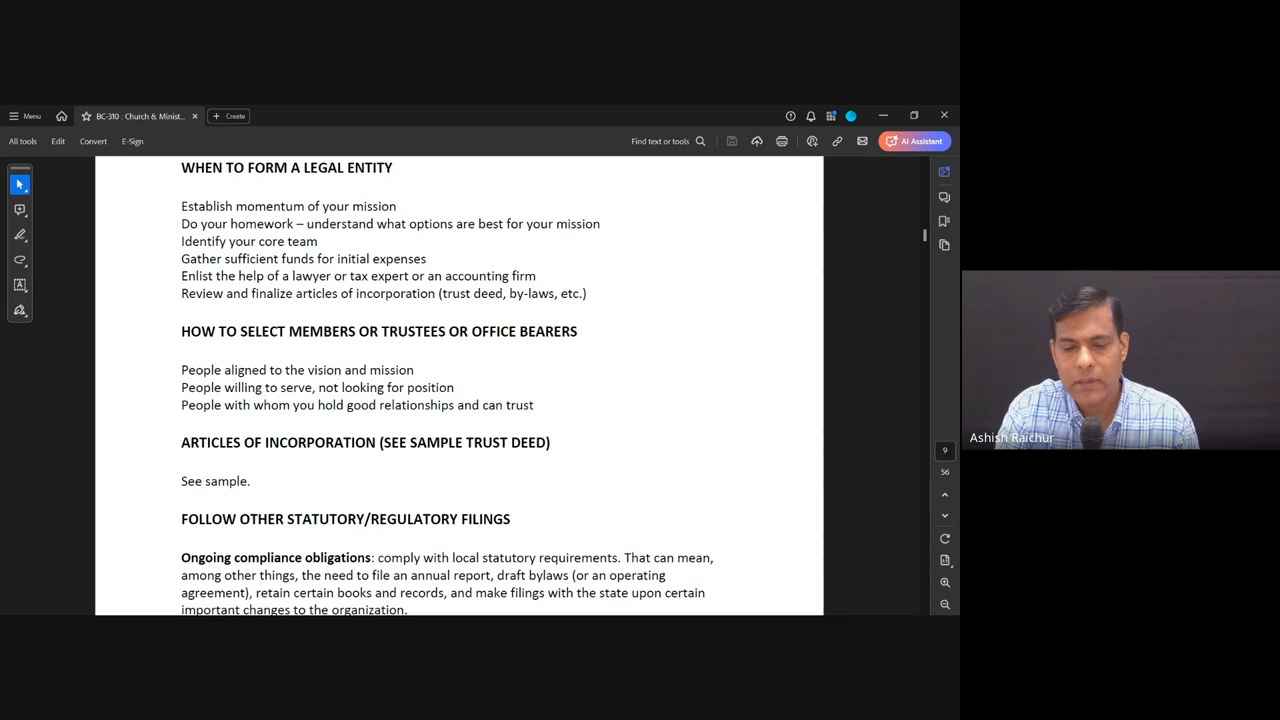 Menu
BC-310 : Church & Minist...
Create
All tools
Edit
Convert
E-Sign
Find text or tools
AI Assistant
WHEN TO FORM A LEGAL ENTITY
Establish momentum of your mission
Do your homework – understand what options are best for your mission
Identify your core team
Gather sufficient funds for initial expenses
Enlist the help of a lawyer or tax expert or an accounting firm
Review and finalize articles of incorporation (trust deed, by-laws, etc.)
HOW TO SELECT MEMBERS OR TRUSTEES OR OFFICE BEARERS
People aligned to the vision and mission
People willing to serve, not looking for position
People with whom you hold good relationships and can trust
ARTICLES OF INCORPORATION (SEE SAMPLE TRUST DEED)
See sample.
FOLLOW OTHER STATUTORY/REGULATORY FILINGS
Ongoing compliance obligations: comply with local statutory requirements. That can mean,
among other things, the need to file an annual report, draft bylaws (or an operating
agreement), retain certain books and records, and make filings with the state upon certain
important changes to the organization.
9
56
Ashish Raichur